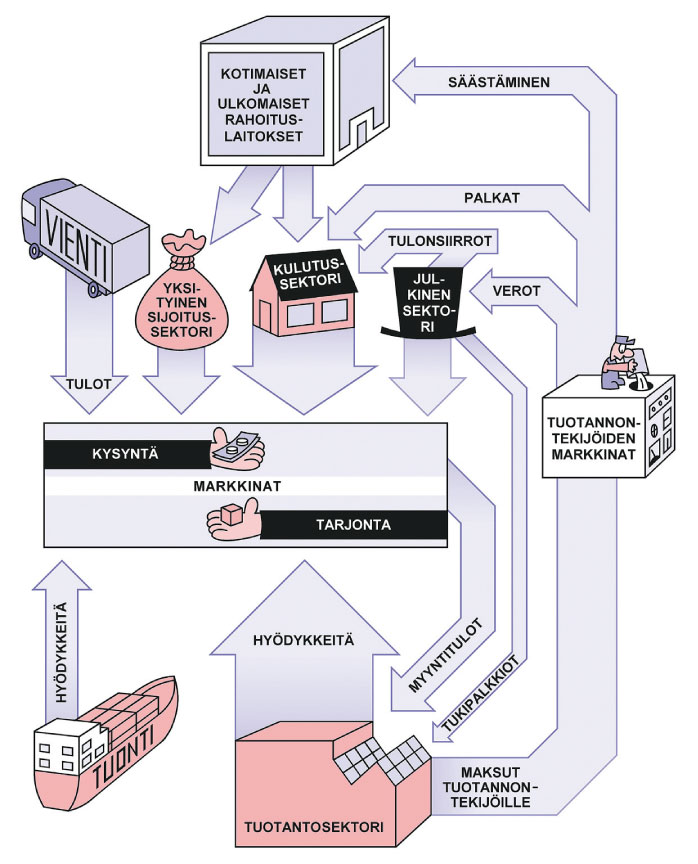 KOTIMAISET
JA
ULKOMAISET
RAHOITUS-
LAITOKSET
SÄÄSTÄMINEN
PALKAT
VIENTI
TULONSIIRROT
KULUTUS-
SEKTORI
YKSI-
TYINEN
SIJOITUS-
SEKTORI
JUL-
KINEN
SEKTO-
RI
VEROT
TULOT
TUOTANNON-
TEKIJÖIDEN
MARKKINAT
KYSYNTÄ
MARKKINAT
TARJONTA
HYÖDYKKEITÄ
HYÖDYKKEITÄ
MYYNTITULOT
TUKIPALKKIOT
TUONTI
MAKSUT
TUOTANNON-
TEKIJÖILLE
TUOTANTOSEKTORI